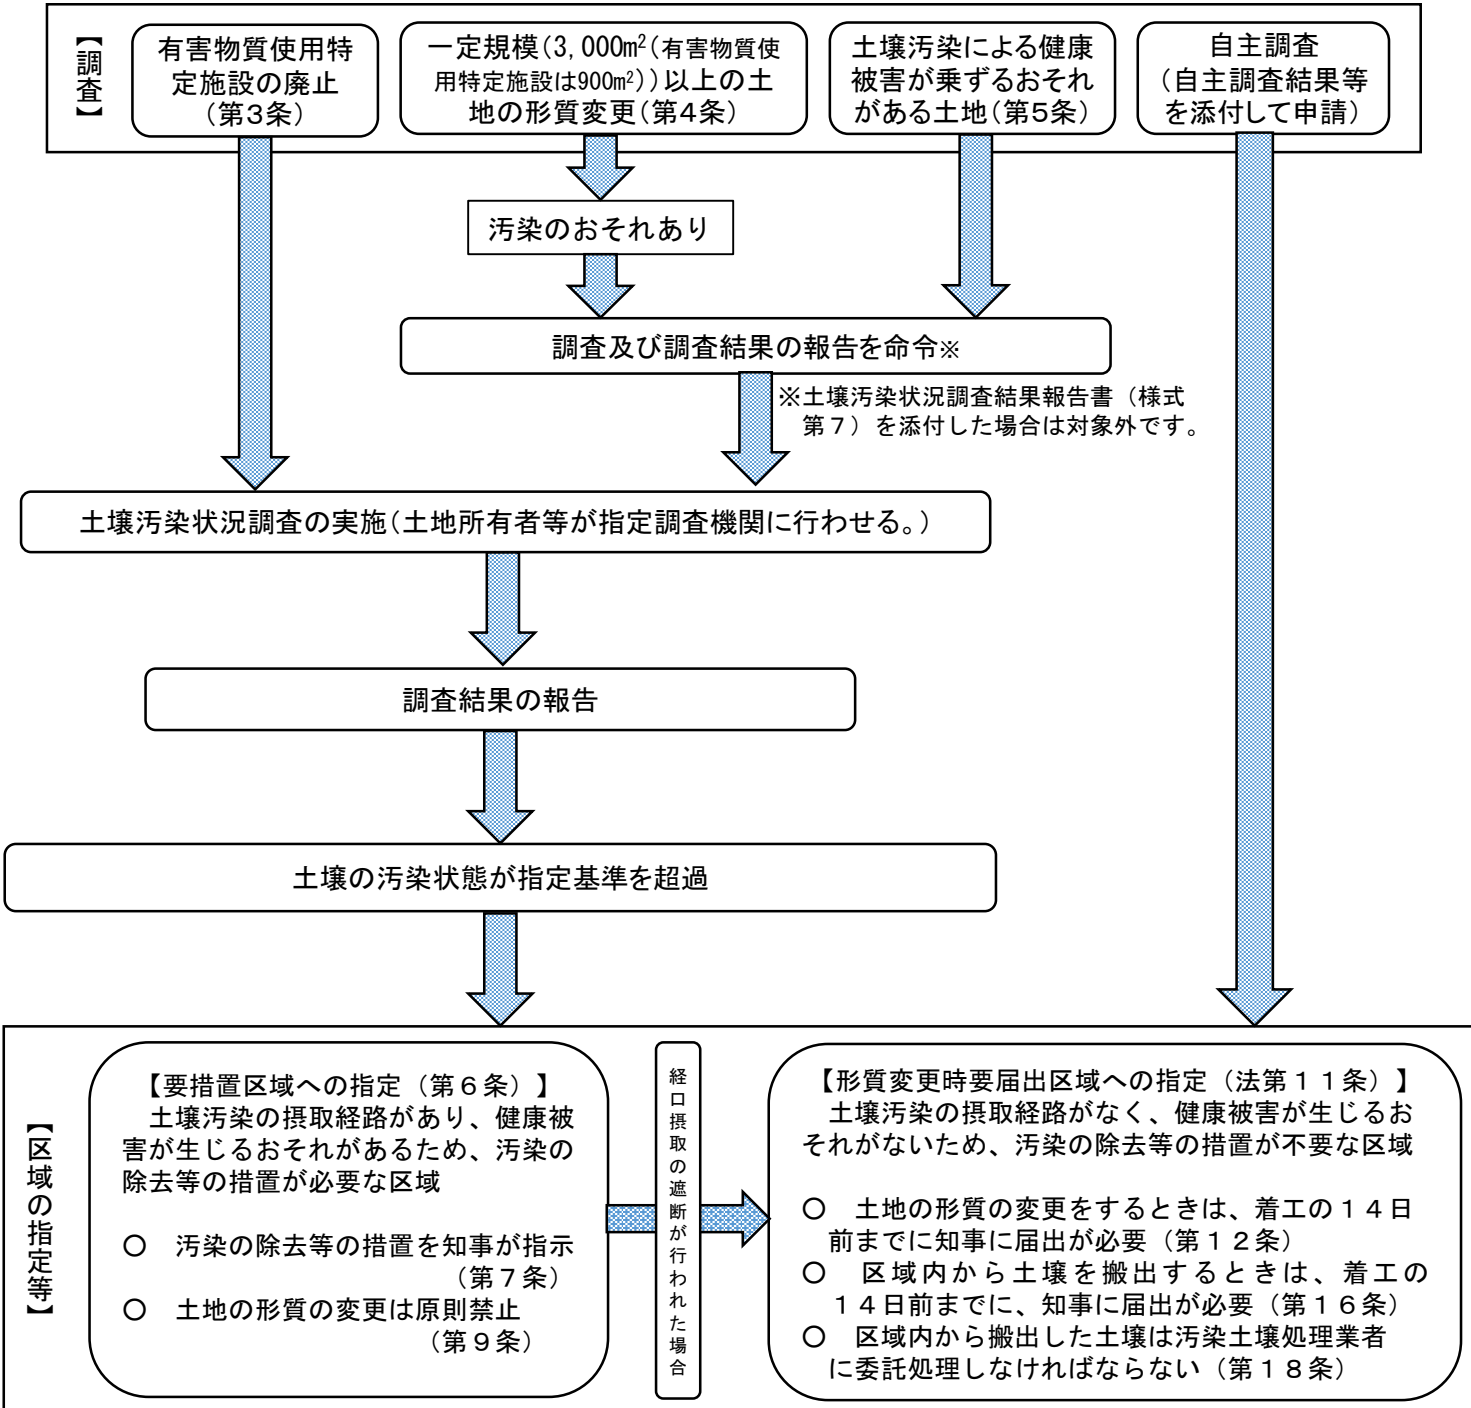 【調査】
有害物質使用特
定施設の廃止
(第3条)
一定規模(3,000m²(有害物質使
用特定施設は900m²))以上の土
地の形質変更(第4条)
土壌汚染による健康
被害が乗ずるおそれ
がある土地(第5条)
自主調査
(自主調査結果等
を添付して申請)
汚染のおそれあり
調査及び調査結果の報告を命令※
※土壌汚染状況調査結果報告書（様式
第７）を添付した場合は対象外です。
土壌汚染状況調査の実施(土地所有者等が指定調査機関に行わせる。)
調査結果の報告
土壌の汚染状態が指定基準を超過
【区域の指定等】
【要措置区域への指定（第６条）】
土壌汚染の摂取経路があり、健康被
害が生じるおそれがあるため、汚染の
除去等の措置が必要な区域
○　汚染の除去等の措置を知事が指示
（第７条）
○　土地の形質の変更は原則禁止
（第９条）
経口摂取の遮断が行われた場合
【形質変更時要届出区域への指定（法第１１条）】
土壌汚染の摂取経路がなく、健康被害が生じるお
それがないため、汚染の除去等の措置が不要な区域
○　土地の形質の変更をするときは、着工の１４日
前までに知事に届出が必要（第１２条）
○　区域内から土壌を搬出するときは、着工の
１４日前までに、知事に届出が必要（第１６条）
○　区域内から搬出した土壌は汚染土壌処理業者
に委託処理しなければならない（第１８条）